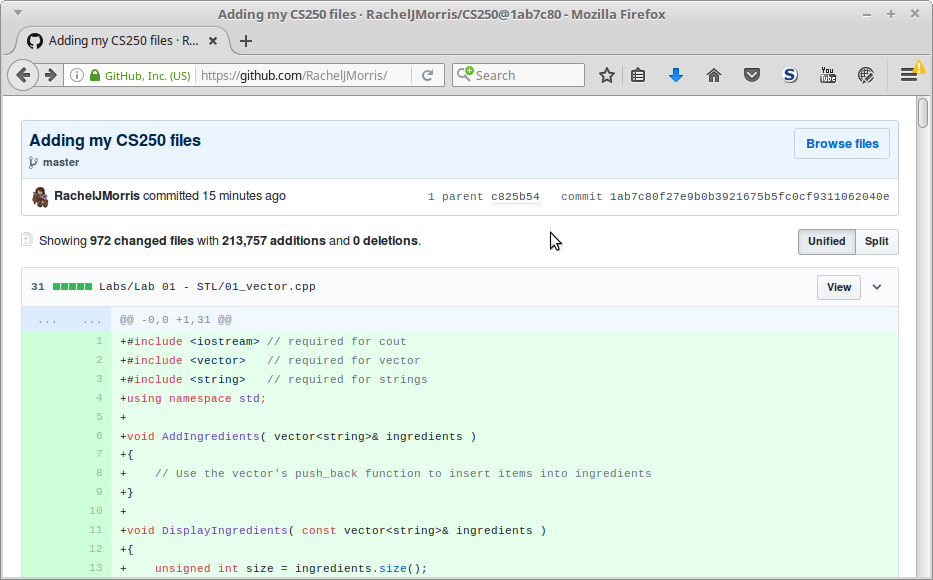 Adding my CS250 files · RachelJMorris/CS250@1ab7c80 - Mozilla Firefox
Adding my CS250 files · R...
GitHub, Inc. (US) https://github.com/RachelJMorris/ Search
You
Tube
Adding my CS250 files
Browse files
master
RachelJMorris committed 15 minutes ago 1 parent c825b54 commit 1ab7c80f27e9b0b3921675b5fc0cf9311062040e
Showing 972 changed files with 213,757 additions and 0 deletions. Unified Split
31 Labs/Lab 01 - STL/01_vector.cpp View
... ... @@ -0,0 +1,31 @@
1 +#include <iostream> // required for cout
2 +#include <vector>   // required for vector
3 +#include <string>   // required for strings
4 +using namespace std;
5 +
6 +void AddIngredients( vector<string>& ingredients )
7 +{
8 +    // Use the vector's push_back function to insert items into ingredients
9 +}
10 +
11 +void DisplayIngredients( const vector<string>& ingredients )
12 +{
13 +    unsigned int size = ingredients.size();